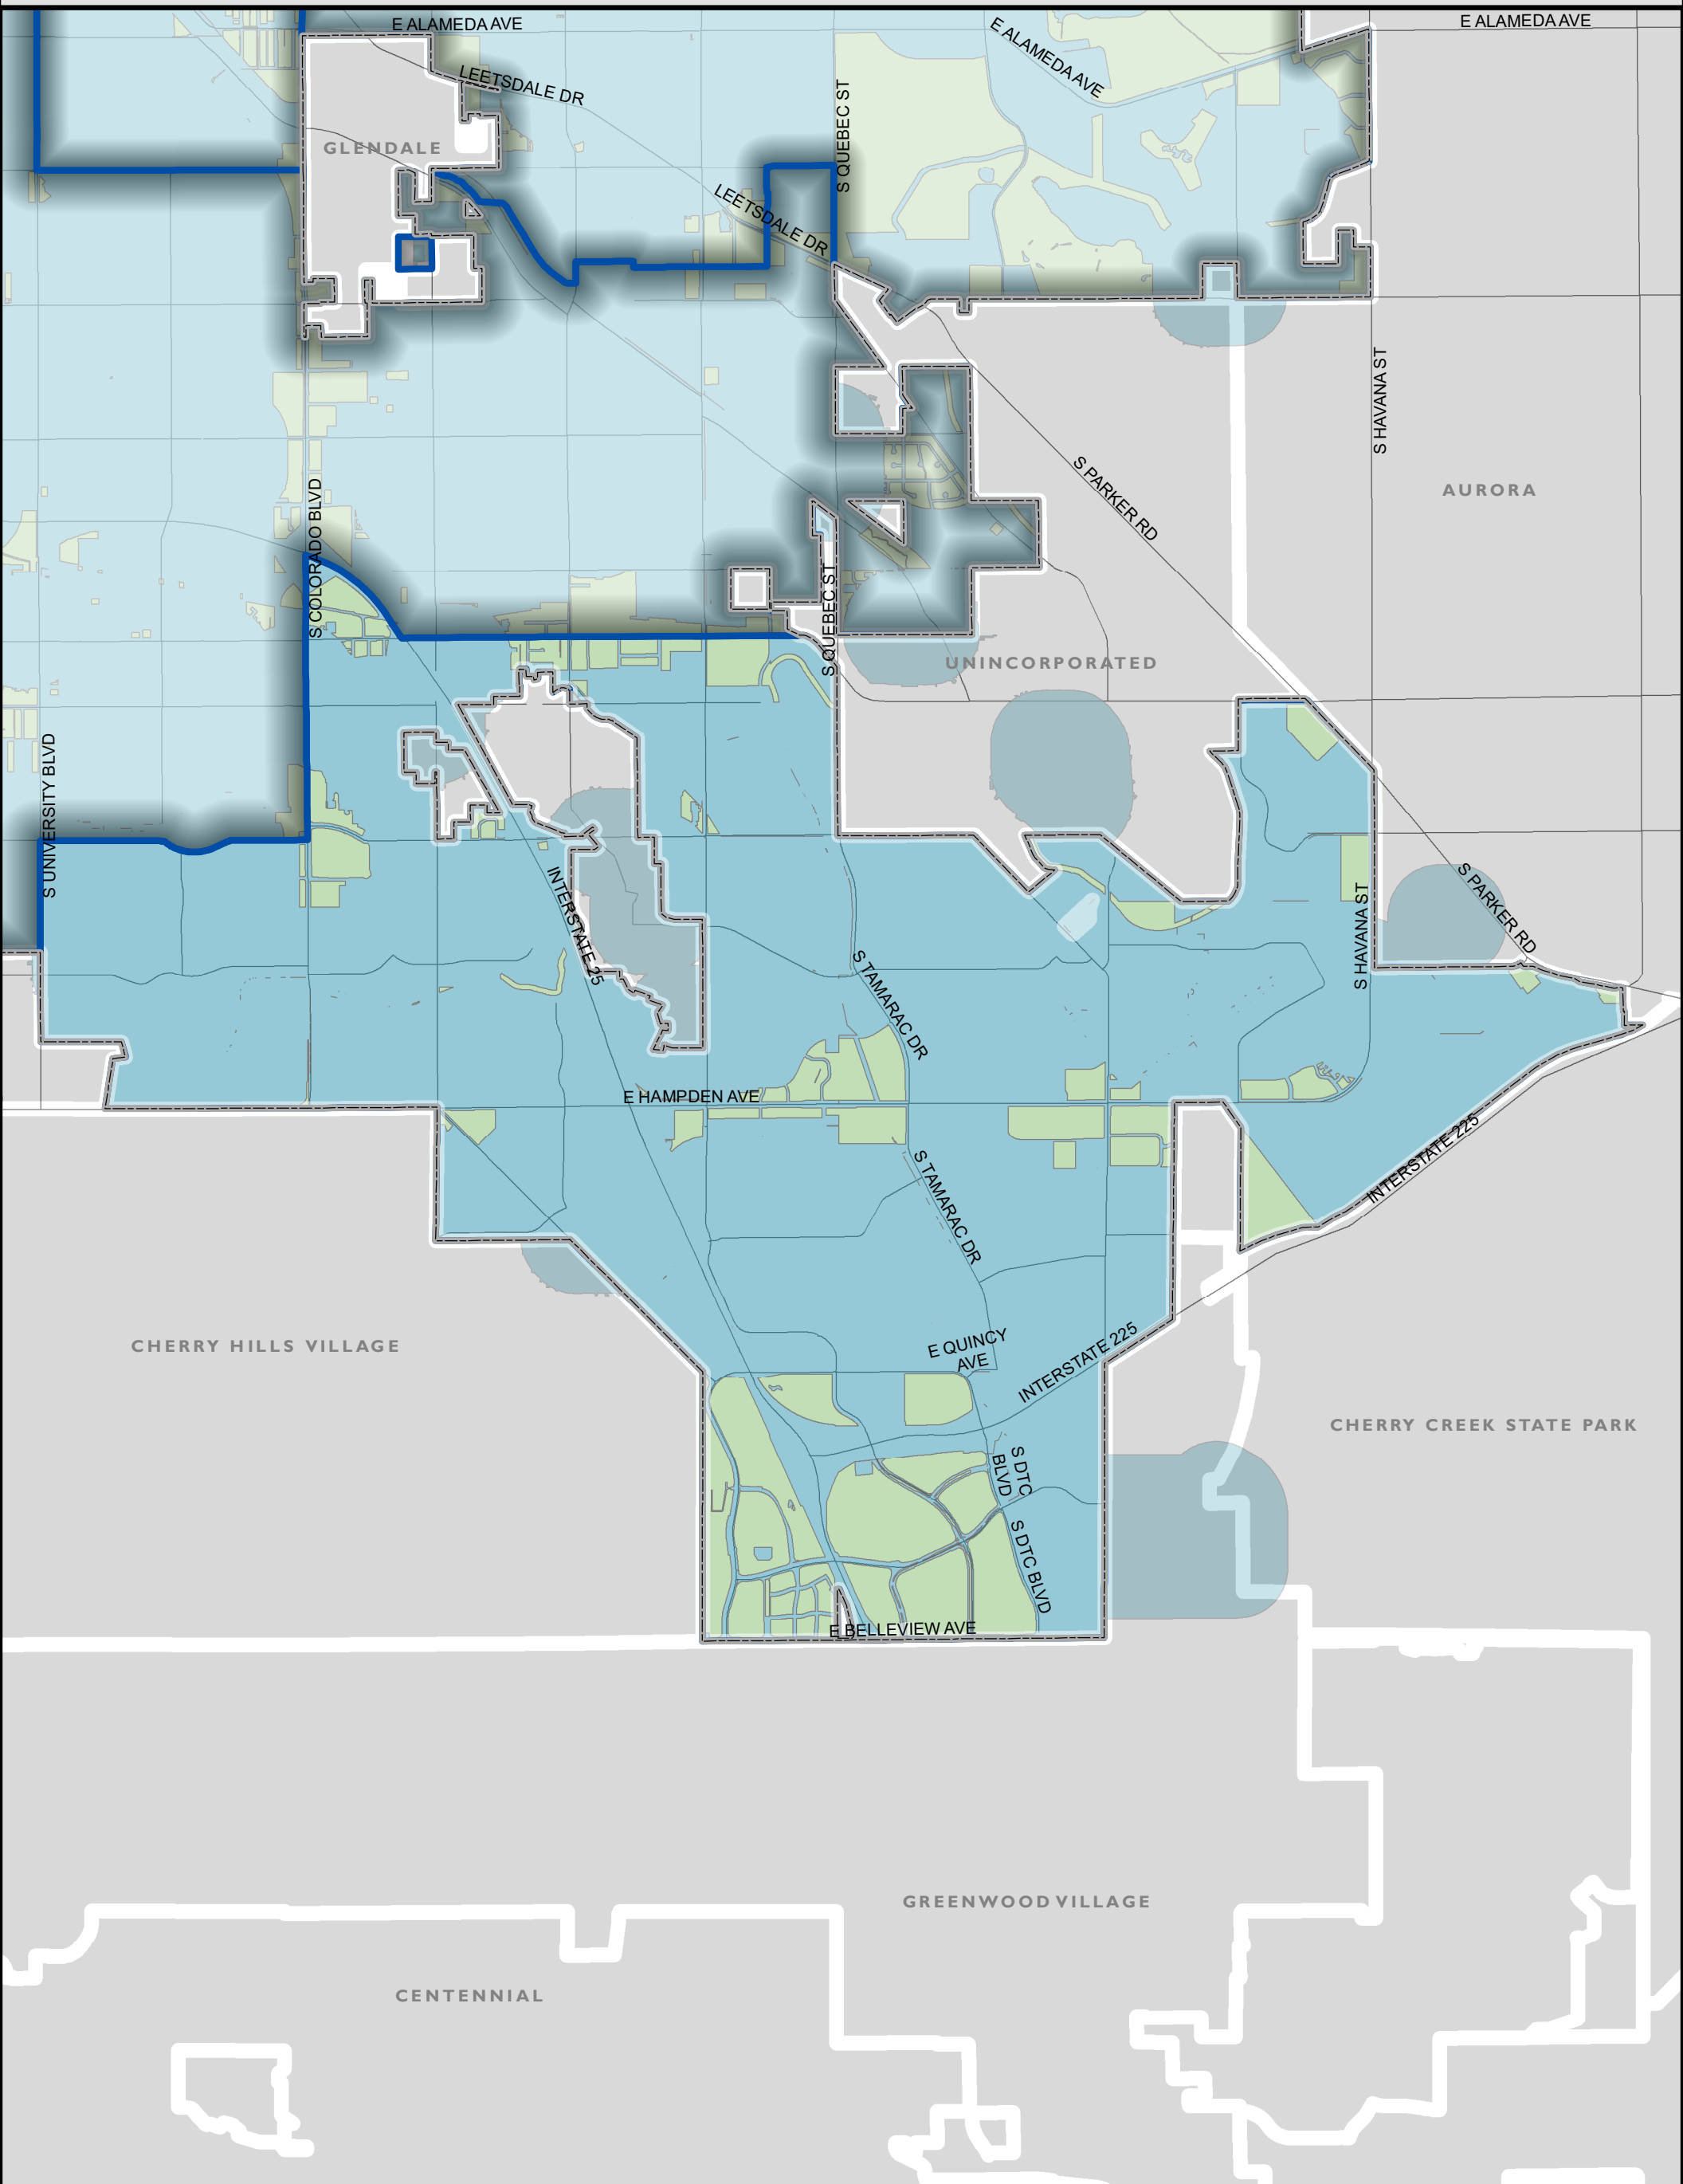 E ALAMEDA AVE
E ALAMEDA AVE
E ALAMEDA AVE
LEETSDALE DR
S QUEBEC ST
GLENDALE
LEETSDALE DR
S HAVANA ST
S PARKER RD
AURORA
S COLORADO BLVD
S QUEBEC ST
UNINCORPORATED
S UNIVERSITY BLVD
INTERSTATE 25
S PARKER RD
S HAVANA ST
S TAMARAC DR
E HAMPDEN AVE
INTERSTATE 225
S TAMARAC DR
CHERRY HILLS VILLAGE
E QUINCY
AVE
INTERSTATE 225
CHERRY CREEK STATE PARK
S DTC
BLVD
S DTC BLVD
E BELLEVIEW AVE
GREENWOOD VILLAGE
CENTENNIAL